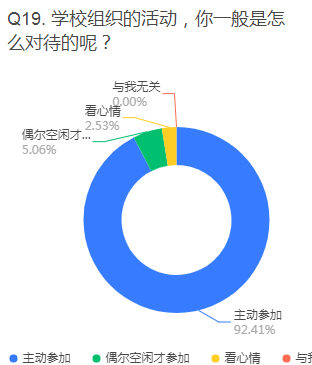 Q19. 学校组织的活动，你一般是怎
么对待的呢？
与我无关
0.00%
看心情
2.53%
偶尔空闲才...
5.06%
主动参加
92.41%
主动参加 偶尔空闲才参加 看心情 与我